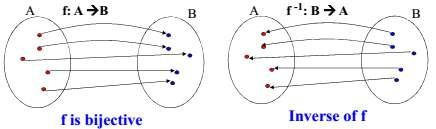 A f: A → B B
A f ⁻¹: B → A B
f is bijective
Inverse of f